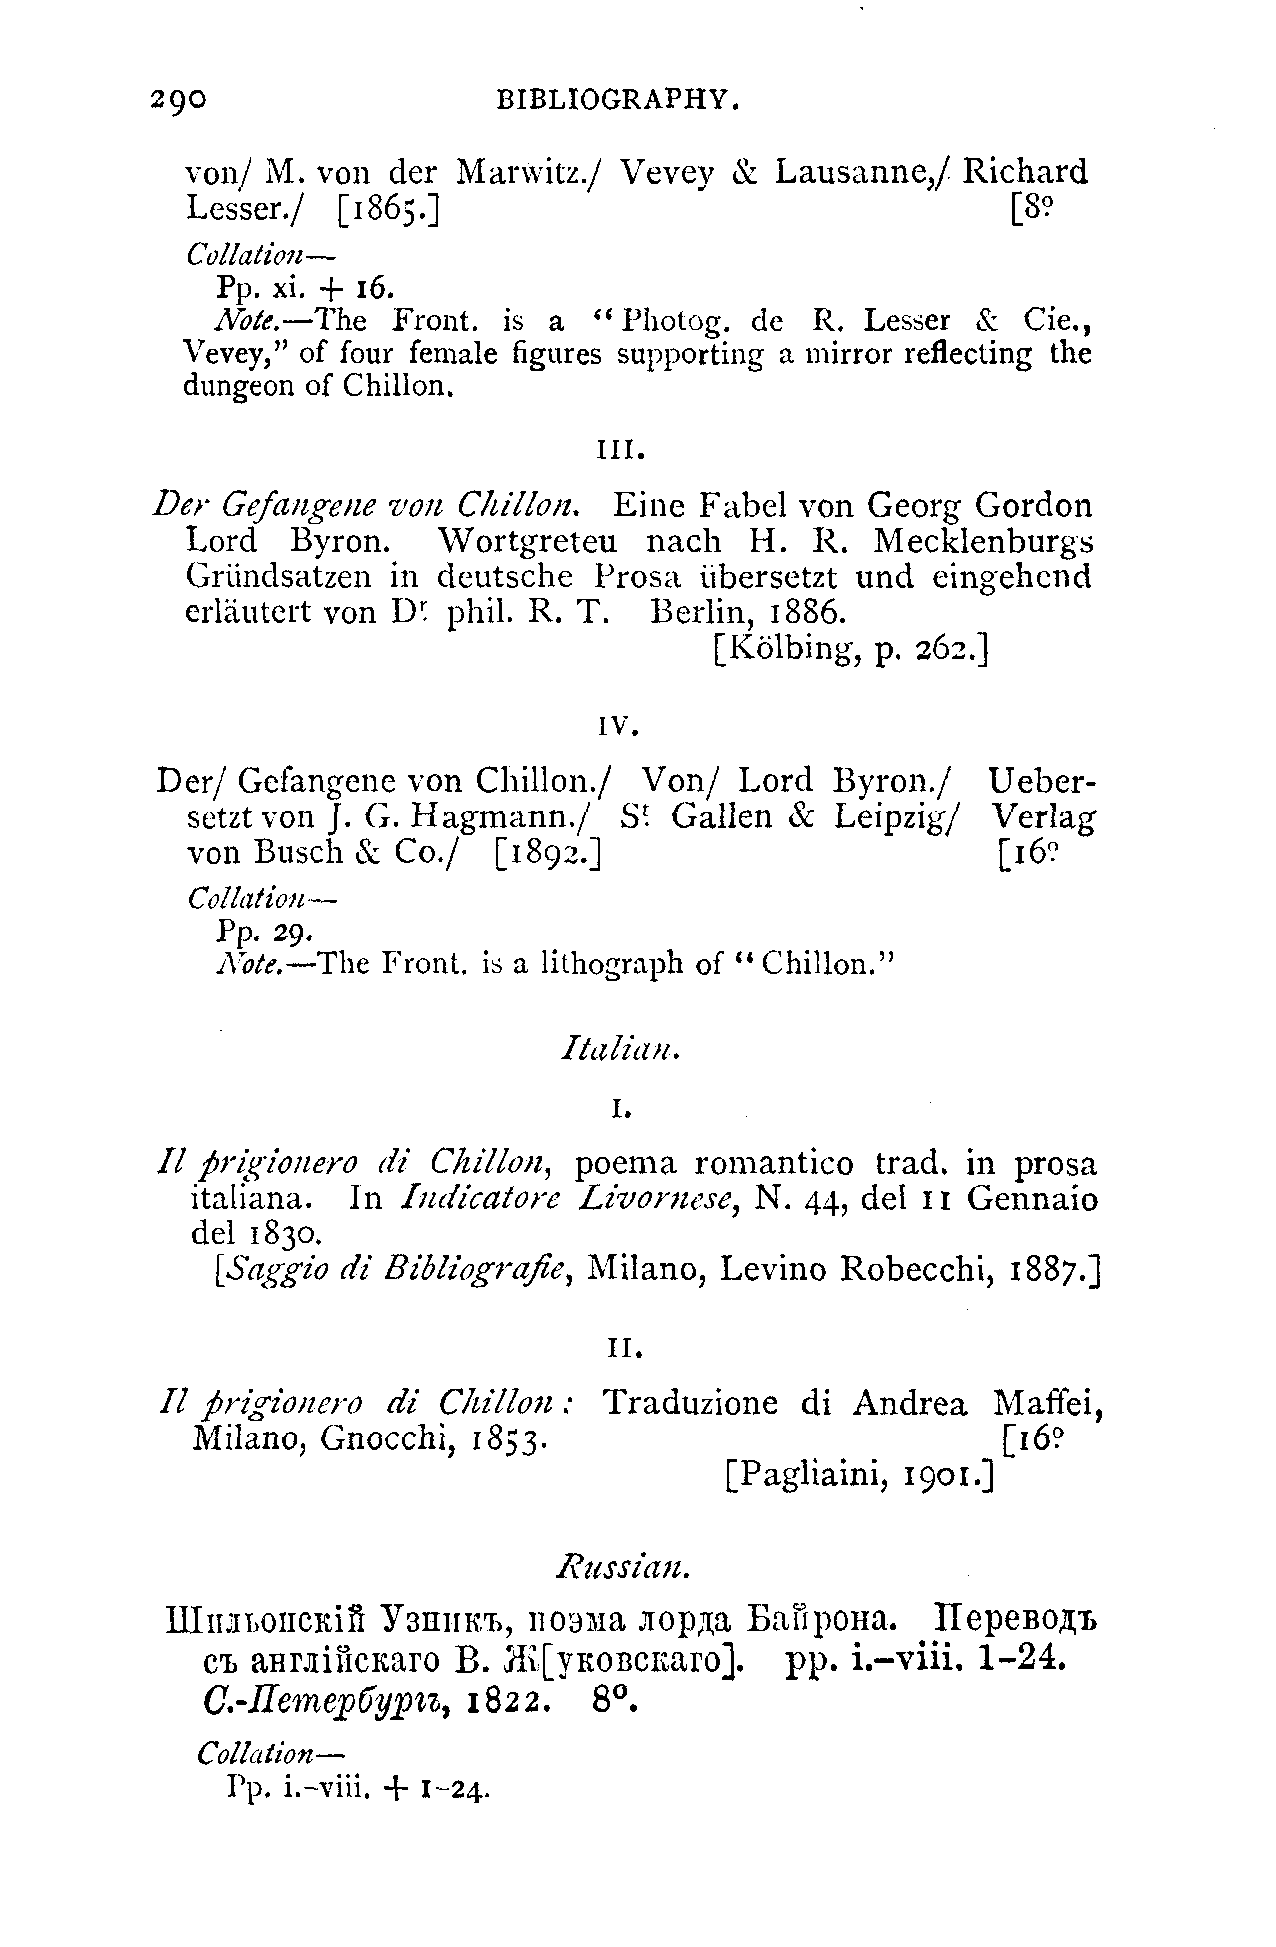 290 BIBLIOGRAPHY.
von/ M. von der Marwitz./ Vevey & Lausanne,/ Richard
Lesser./ [1865.] [8º
Collation—
Pp. xi. + 16.
Note.—The Front. is a "Photog. de R. Lesser & Cie.,
Vevey," of four female figures supporting a mirror reflecting the
dungeon of Chillon.
III.
Der Gefangene von Chillon. Eine Fabel von Georg Gordon
Lord Byron. Wortgreteu nach H. R. Mecklenburgs
Gründsatzen in deutsche Prosa übersetzt und eingehend
erläutert von Dr. phil. R. T. Berlin, 1886.
[Kölbing, p. 262.]
IV.
Der/ Gefangene von Chillon./ Von/ Lord Byron./ Ueber-
setzt von J. G. Hagmann./ St. Gallen & Leipzig/ Verlag
von Busch & Co./ [1892.] [16º
Collation—
Pp. 29.
Note.—The Front. is a lithograph of "Chillon."
Italian.
I.
Il prigionero di Chillon, poema romantico trad. in prosa
italiana. In Indicatore Livornese, N. 44, del 11 Gennaio
del 1830.
[Saggio di Bibliografie, Milano, Levino Robecchi, 1887.]
II.
Il prigionero di Chillon: Traduzione di Andrea Maffei,
Milano, Gnocchi, 1853. [16º
[Pagliaini, 1901.]
Russian.
Шильонскій Узникъ, поэма лорда Байрона. Переводъ
съ англійскаго В. Ж[уковскаго]. pp. i.–viii. 1–24.
С.-Петербургъ, 1822. 8º.
Collation—
Pp. i.–viii. + 1–24.